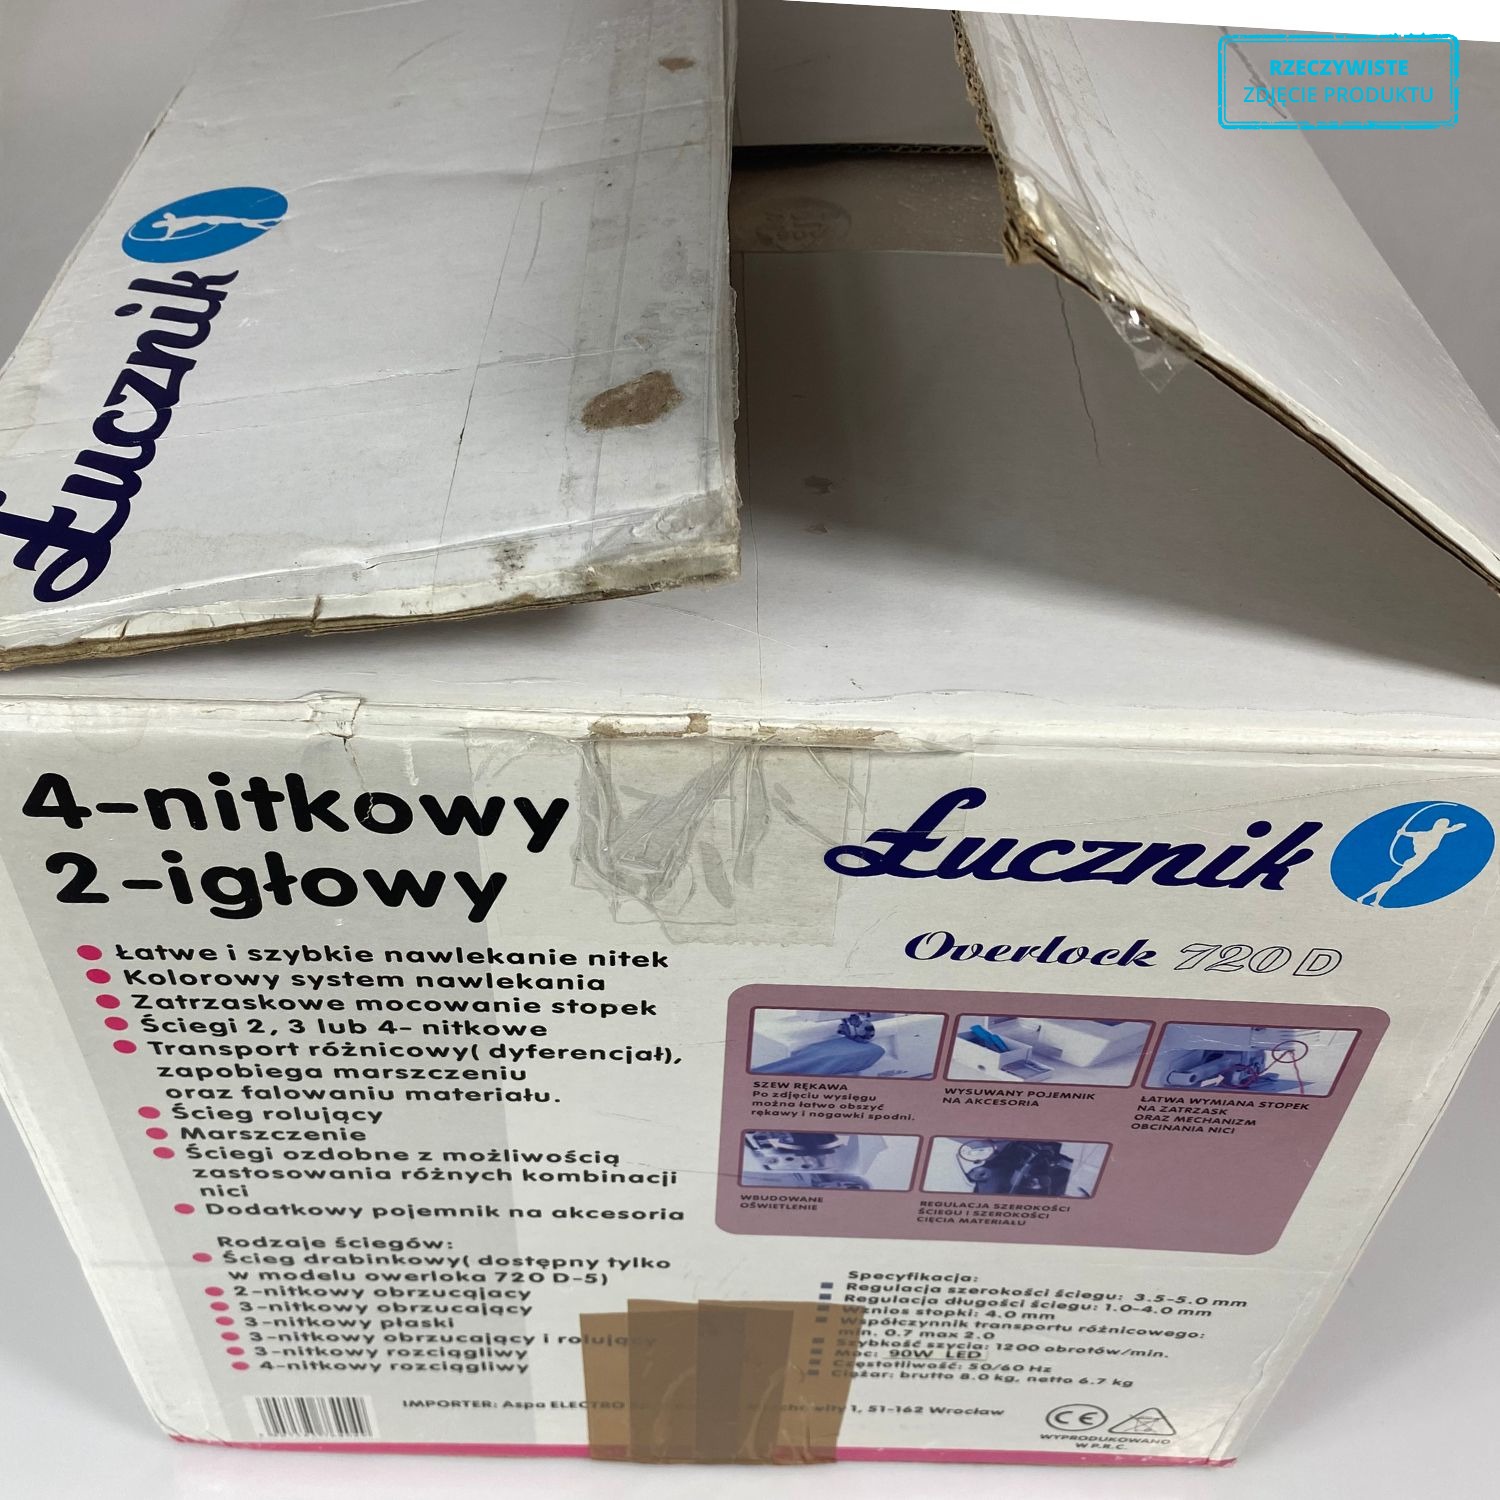 RZECZYWISTE
ZDJĘCIE PRODUKTU
Łucznik
4-nitkowy
2-igłowy
Łatwe i szybkie nawlekanie nitek
Kolorowy system nawlekania
Zatrzaskowe mocowanie stopek
Ściegi 2, 3 lub 4- nitkowe
Transport różnicowy( dyferencjał),
zapobiega marszczeniu
oraz falowaniu materiału.
Ścieg rolujący
Marszczenie
Ściegi ozdobne z możliwością
zastosowania różnych kombinacji
nici
Dodatkowy pojemnik na akcesoria
Rodzaje ściegów:
Ścieg drabinkowy( dostępny tylko
w modelu owerloka 720 D-5)
2-nitkowy obrzucający
3-nitkowy obrzucający
3-nitkowy płaski
3-nitkowy obrzucający i rolujący
3-nitkowy rozciągliwy
4-nitkowy rozciągliwy
Łucznik
Overlock 720 D
SZEW RĘKAWA
Po zdjęciu wysięgu
można łatwo obszyć
rękawy i nogawki spodni.
WYSUWANY POJEMNIK
NA AKCESORIA
ŁATWA WYMIANA STOPEK
NA ZATRZASK
ORAZ MECHANIZM
OBCINANIA NICI
WBUDOWANE
OŚWIETLENIE
REGULACJA SZEROKOŚCI
ŚCIEGU I SZEROKOŚCI
CIĘCIA MATERIAŁU
Specyfikacja:
Regulacja szerokości ściegu: 3.5-5.0 mm
Regulacja długości ściegu: 1.0-4.0 mm
Wznios stopki: 4.0 mm
Współczynnik transportu różnicowego:
min. 0.7 max 2.0
Szybkość szycia: 1200 obrotów/min.
Moc: 90W LED
Częstotliwość: 50/60 Hz
Ciężar: brutto 8.0 kg, netto 6.7 kg
IMPORTER: Aspa ELECTRO 1, 51-162 Wrocław
CE
WYPRODUKOWANO
W P.R.C.